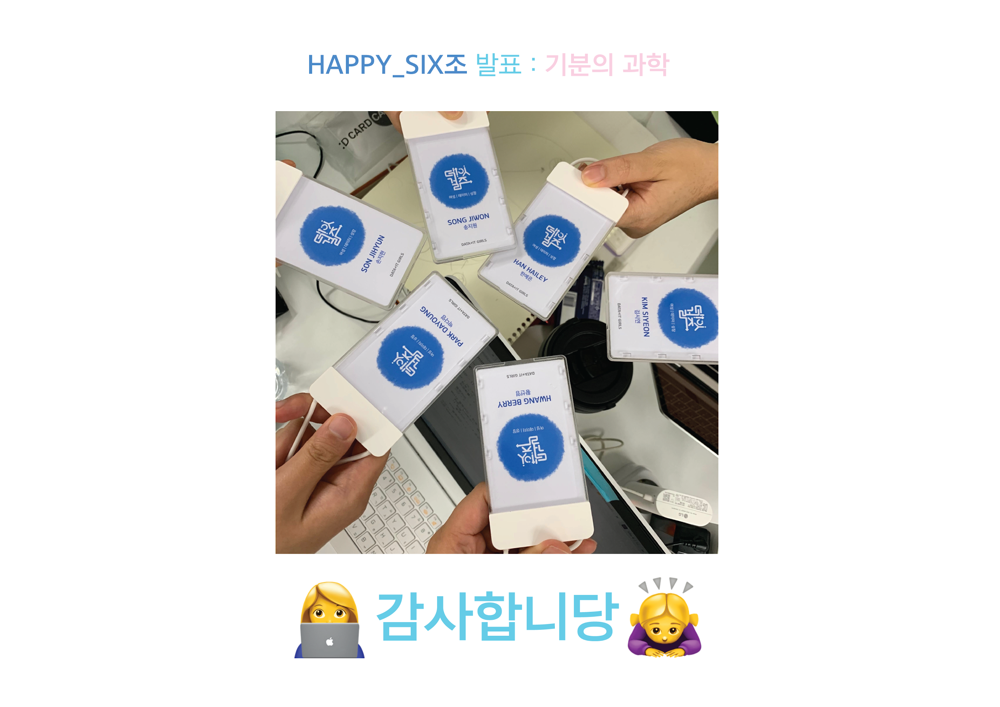 HAPPY_SIX조 발표 : 기분의 과학
:D CARD CA
데잇
걸즈
여성 | 데이터 | 성장
SONG JIWON
송지원
DATA+IT GIRLS
데잇
걸즈
여성 | 데이터 | 성장
SON JIHYUN
손지현
DATA+IT GIRLS
데잇
걸즈
여성 | 데이터 | 성장
HAN HAILEY
한예은
DATA+IT GIRLS
데잇
걸즈
여성 | 데이터 | 성장
KIM SIYEON
김시연
DATA+IT GIRLS
데잇
걸즈
여성 | 데이터 | 성장
PARK DAYOUNG
박다영
DATA+IT GIRLS
데잇
걸즈
여성 | 데이터 | 성장
HWANG BERRY
황선영
DATA+IT GIRLS
LG
감사합니당